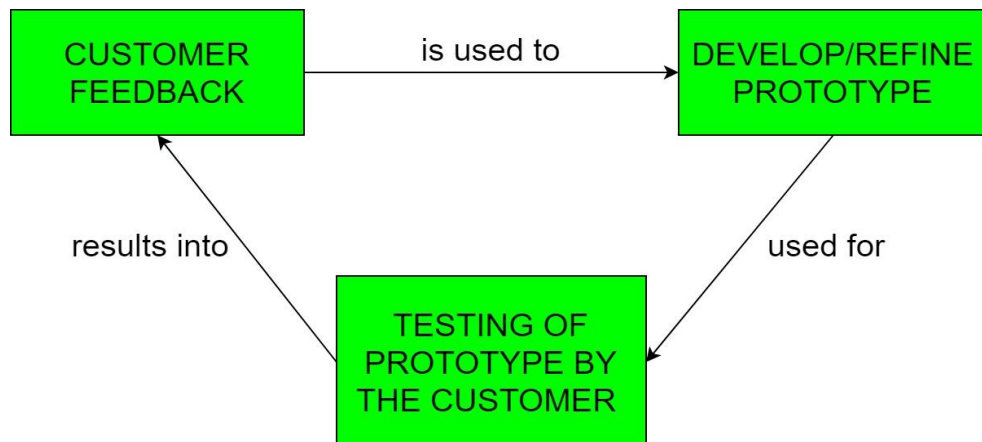 CUSTOMER
FEEDBACK
is used to
DEVELOP/REFINE
PROTOTYPE
results into
used for
TESTING OF
PROTOTYPE BY
THE CUSTOMER